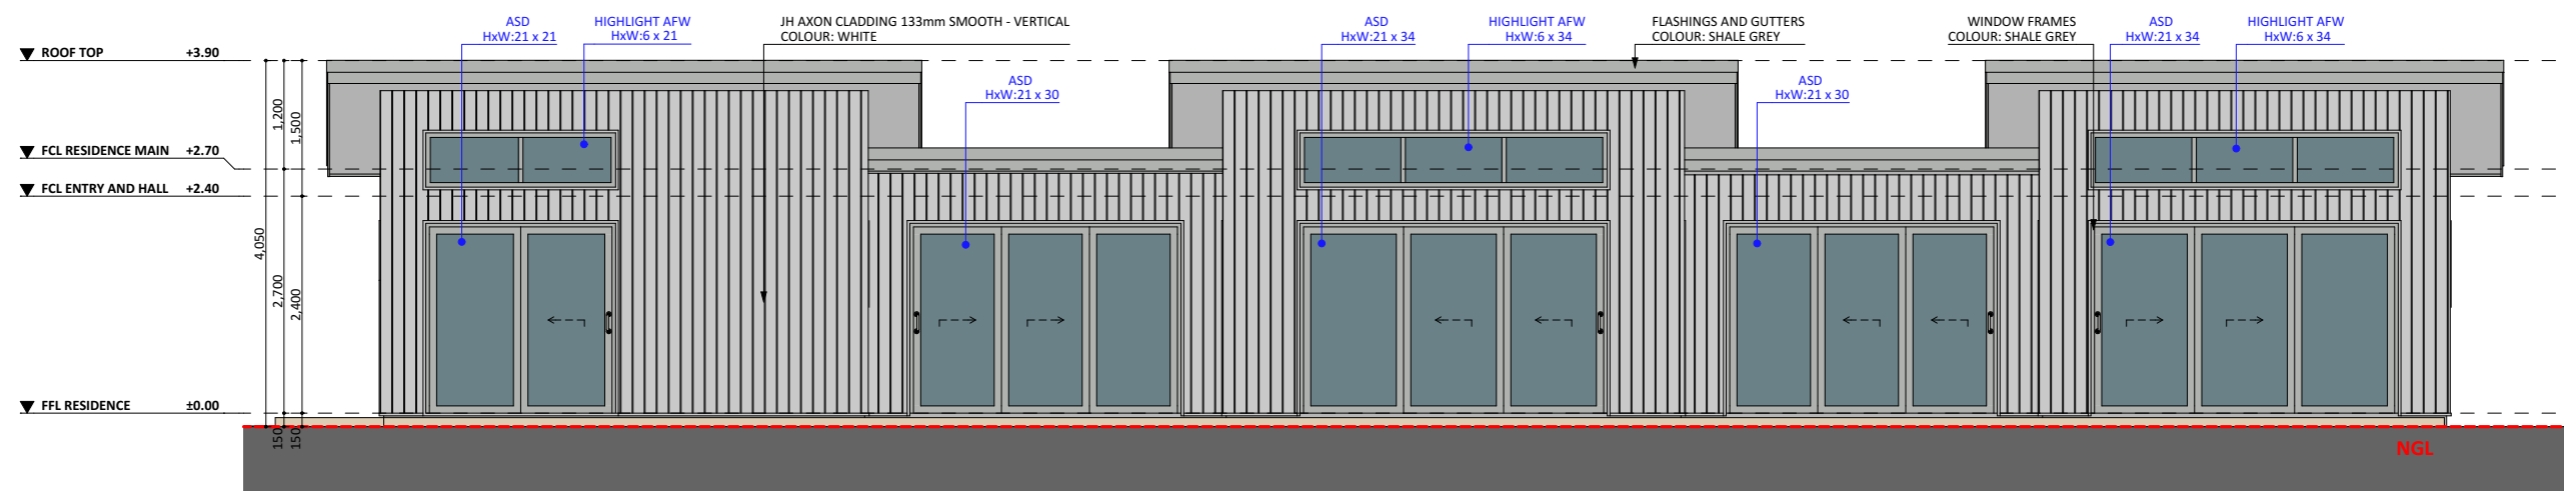 ASD
HxW:21 x 21
HIGHLIGHT AFW
HxW:6 x 21
JH AXON CLADDING 133mm SMOOTH - VERTICAL
COLOUR: WHITE
ASD
HxW:21 x 34
HIGHLIGHT AFW
HxW:6 x 34
FLASHINGS AND GUTTERS
COLOUR: SHALE GREY
WINDOW FRAMES
COLOUR: SHALE GREY
ASD
HxW:21 x 34
HIGHLIGHT AFW
HxW:6 x 34
ROOF TOP +3.90
ASD
HxW:21 x 30
ASD
HxW:21 x 30
1,200
1,500
FCL RESIDENCE MAIN +2.70
FCL ENTRY AND HALL +2.40
4,050
2,700
2,400
FFL RESIDENCE ±0.00
150
150
NGL